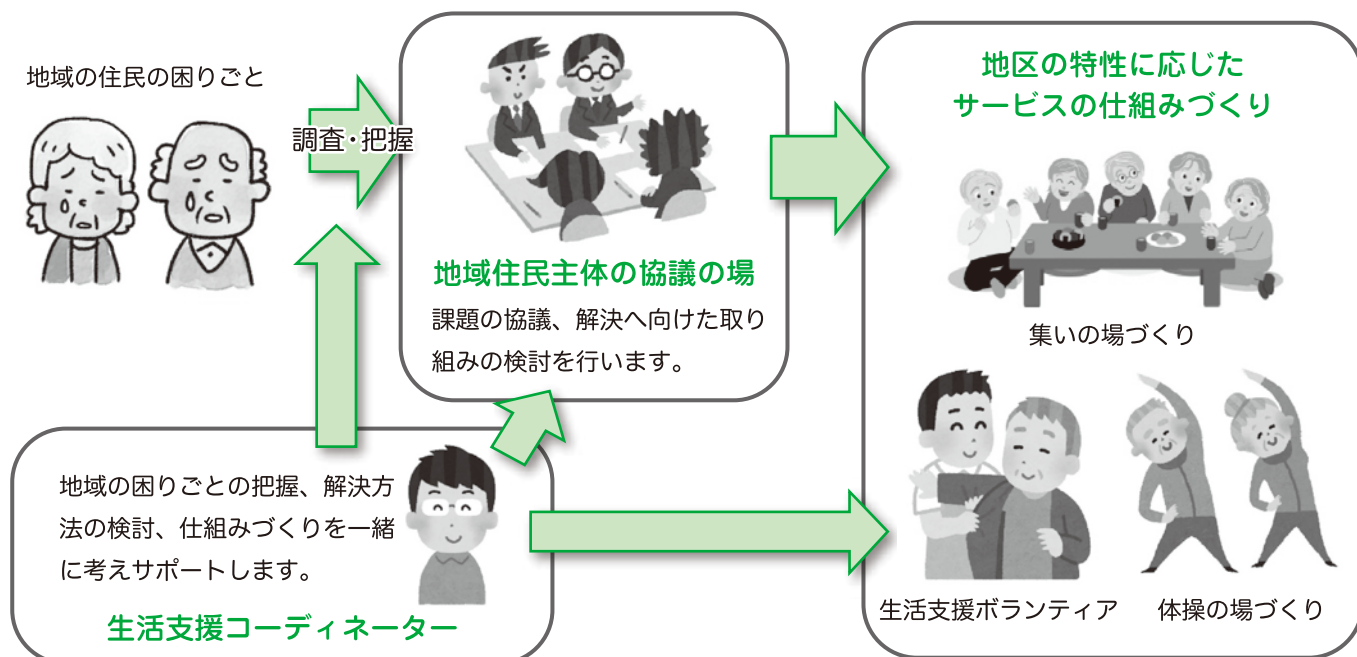 地域の住民の困りごと
調査・把握
地域住民主体の協議の場
課題の協議、解決へ向けた取り
組みの検討を行います。
地区の特性に応じた
サービスの仕組みづくり
集いの場づくり
生活支援ボランティア
体操の場づくり
地域の困りごとの把握、解決方
法の検討、仕組みづくりを一緒
に考えサポートします。
生活支援コーディネーター